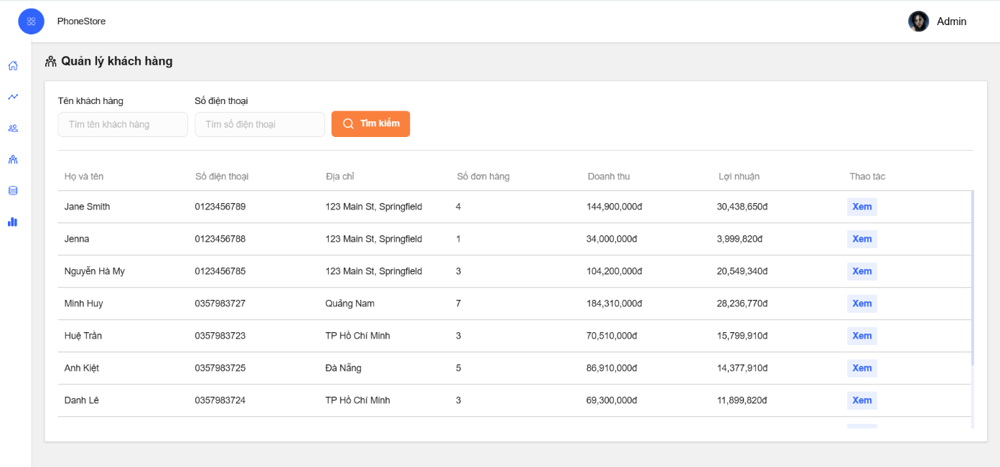 PhoneStore
Admin
Quản lý khách hàng
Tên khách hàng Số điện thoại
Tìm tên khách hàng Tìm số điện thoại Tìm kiếm
Họ và tên Số điện thoại Địa chỉ Số đơn hàng Doanh thu Lợi nhuận Thao tác
Jane Smith 0123456789 123 Main St, Springfield 4 144,900,000đ 30,438,650đ Xem
Jenna 0123456788 123 Main St, Springfield 1 34,000,000đ 3,999,820đ Xem
Nguyễn Hà My 0123456785 123 Main St, Springfield 3 104,200,000đ 20,549,340đ Xem
Minh Huy 0357983727 Quảng Nam 7 184,310,000đ 28,236,770đ Xem
Huệ Trần 0357983723 TP Hồ Chí Minh 3 70,510,000đ 15,799,910đ Xem
Anh Kiệt 0357983725 Đà Nẵng 5 86,910,000đ 14,377,910đ Xem
Danh Lê 0357983724 TP Hồ Chí Minh 3 69,300,000đ 11,899,820đ Xem